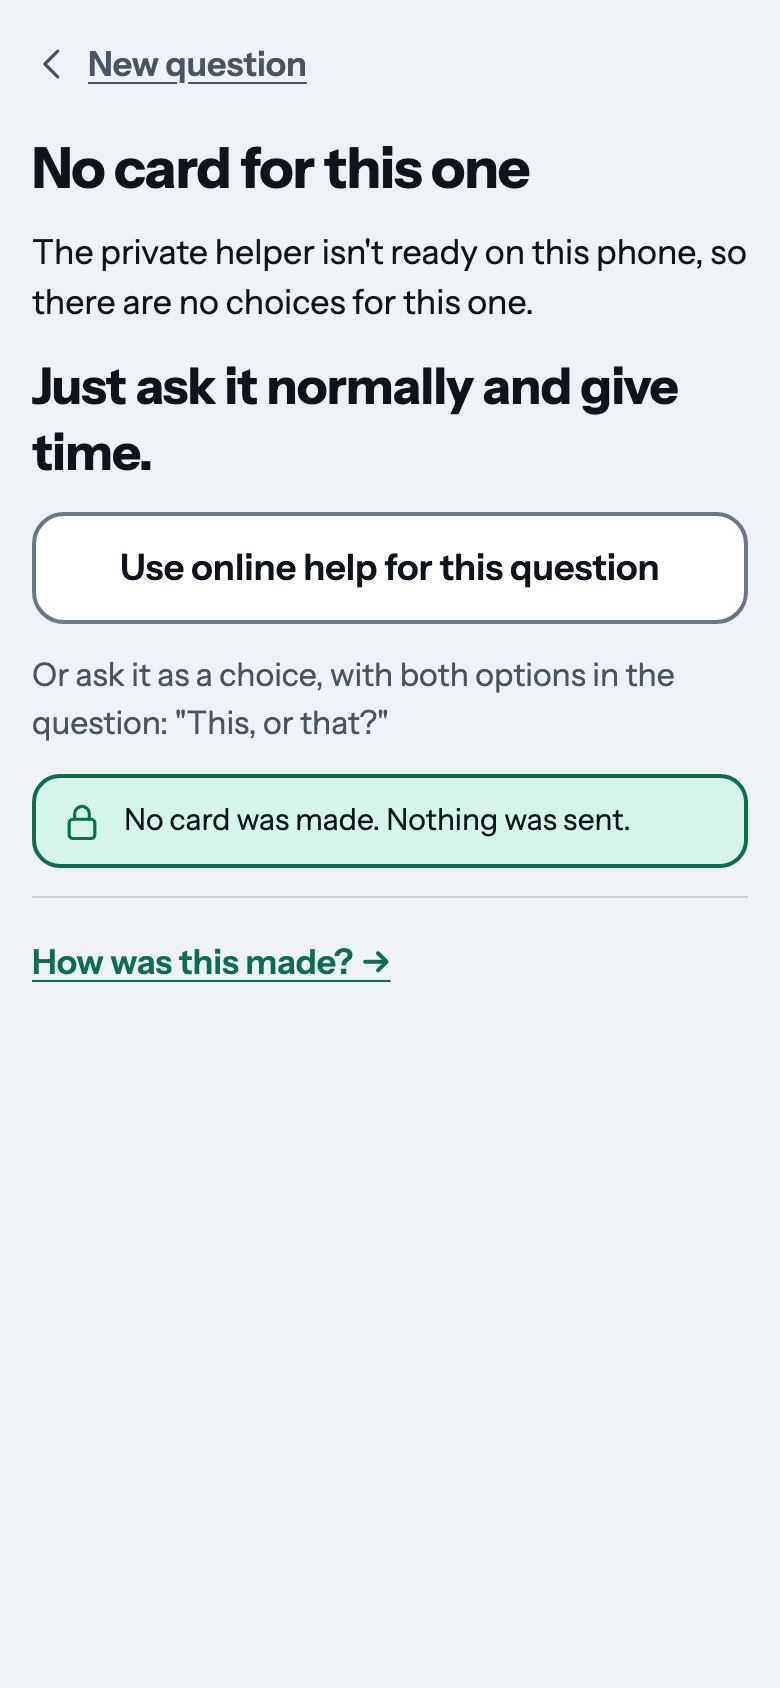 New question
No card for this one
The private helper isn't ready on this phone, so
there are no choices for this one.
Just ask it normally and give
time.
Use online help for this question
Or ask it as a choice, with both options in the
question: "This, or that?"
No card was made. Nothing was sent.
How was this made? →